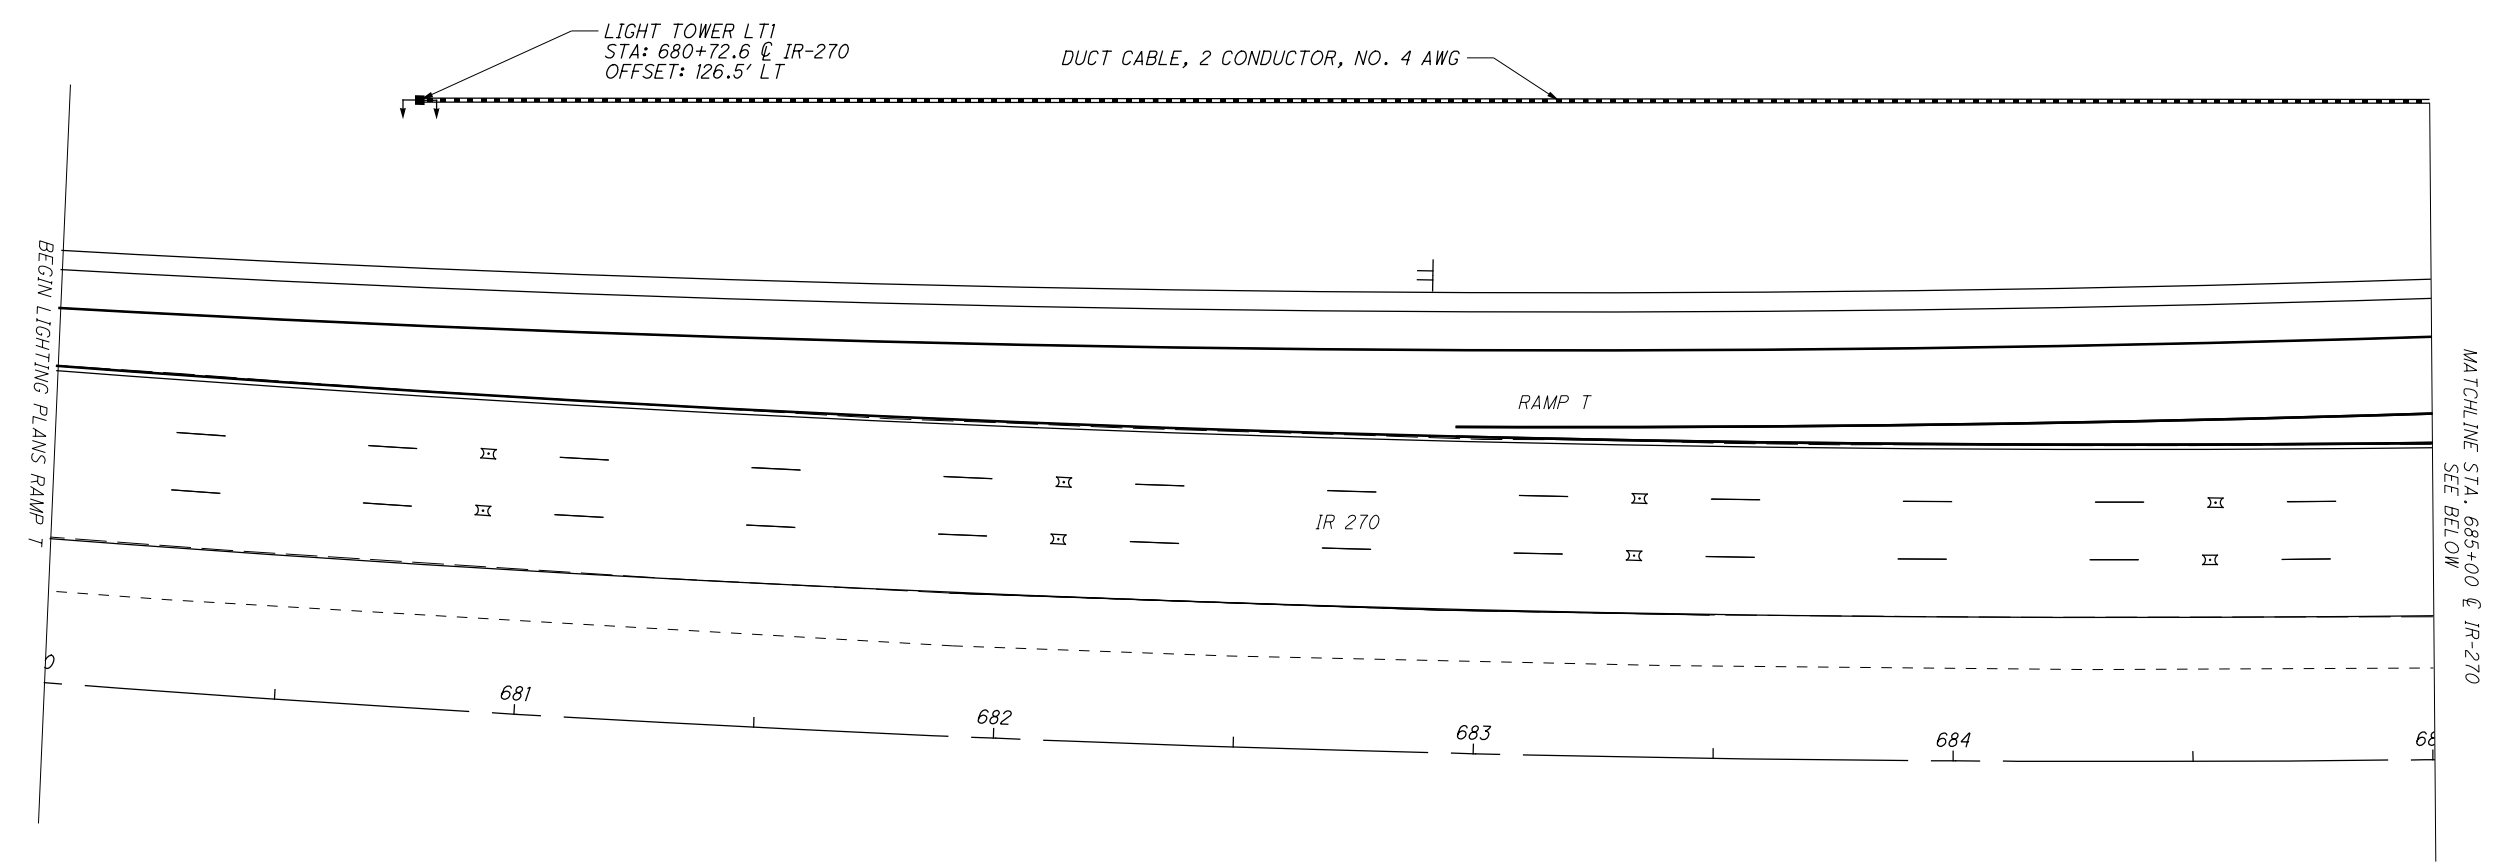 LIGHT TOWER LT1
STA: 680+72.6 ℄ IR-270
OFFSET: 126.5' LT
DUCT CABLE, 2 CONDUCTOR, NO. 4 AWG
BEGIN LIGHTING PLANS RAMP T
RAMP T
IR 270
MATCHLINE STA. 685+00 ℄ IR-270
SEE BELOW
0
681
682
683
684
68